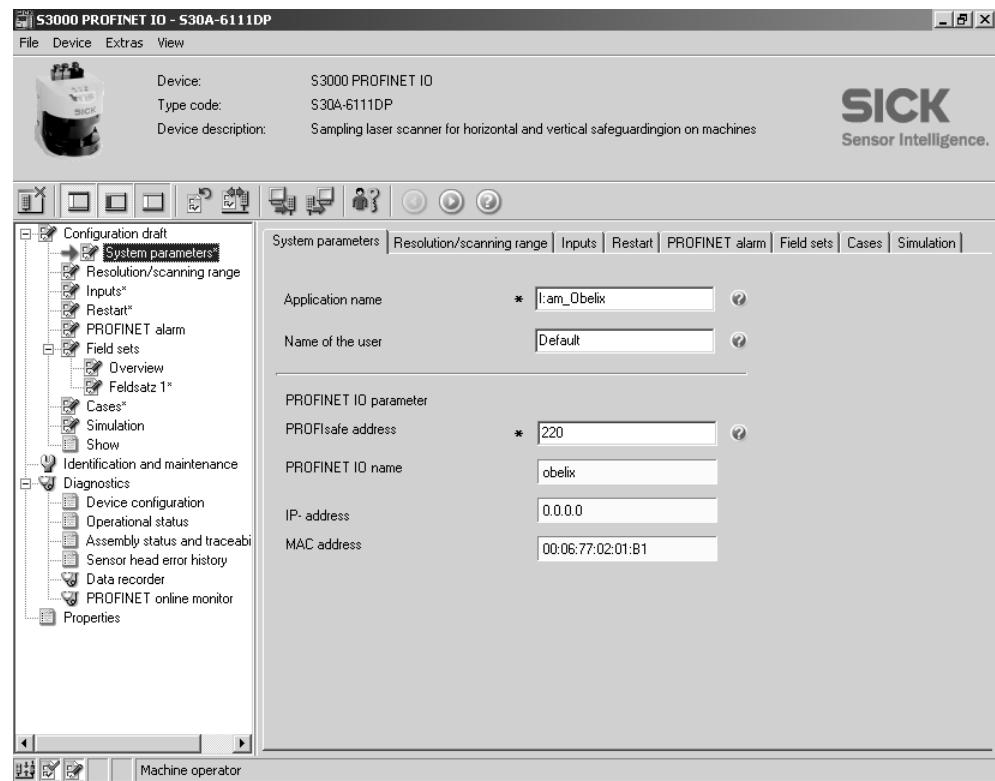 S3000 PROFINET IO - S30A-6111DP
File Device Extras View
Device: S3000 PROFINET IO
Type code: S30A-6111DP
Device description: Sampling laser scanner for horizontal and vertical safeguardingion on machines
SICK
SICK
Sensor Intelligence.
Configuration draft
System parameters*
Resolution/scanning range
Inputs*
Restart*
PROFINET alarm
Field sets
Overview
Feldsatz 1*
Cases*
Simulation
Show
Identification and maintenance
Diagnostics
Device configuration
Operational status
Assembly status and traceabi
Sensor head error history
Data recorder
PROFINET online monitor
Properties
System parameters Resolution/scanning range Inputs Restart PROFINET alarm Field sets Cases Simulation
Application name * I:am_Obelix
Name of the user Default
PROFINET IO parameter
PROFIsafe address * 220
PROFINET IO name obelix
IP- address 0.0.0.0
MAC address 00:06:77:02:01:B1
Machine operator